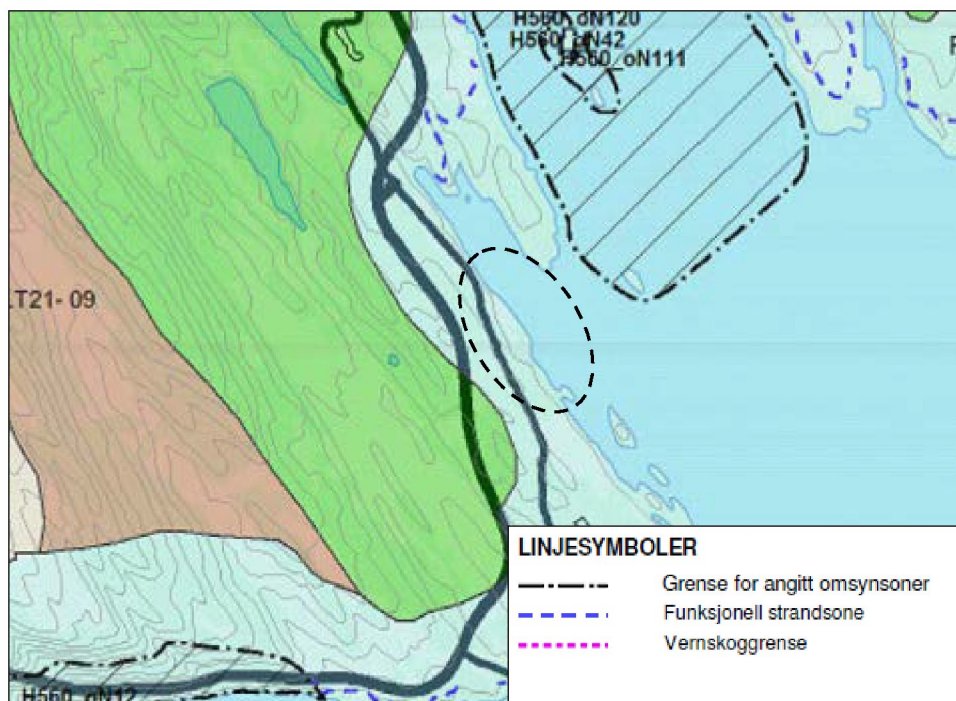 H560_oN120
H560_oN42
H560_oN111
LT21- 09
LINJESYMBOLER
Grense for angitt omsynsoner
Funksjonell strandsone
Vernskoggrense
H560_oN12